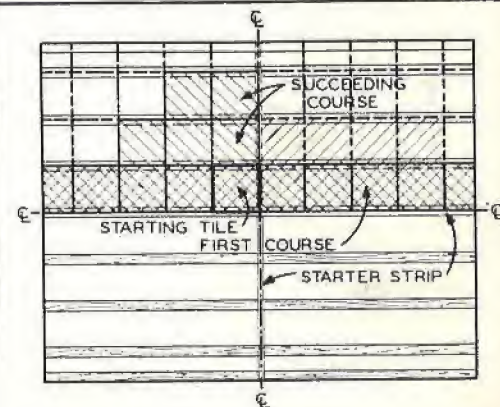 ℄
SUCCEEDING
COURSE
℄
℄
STARTING TILE
FIRST COURSE
STARTER STRIP
℄